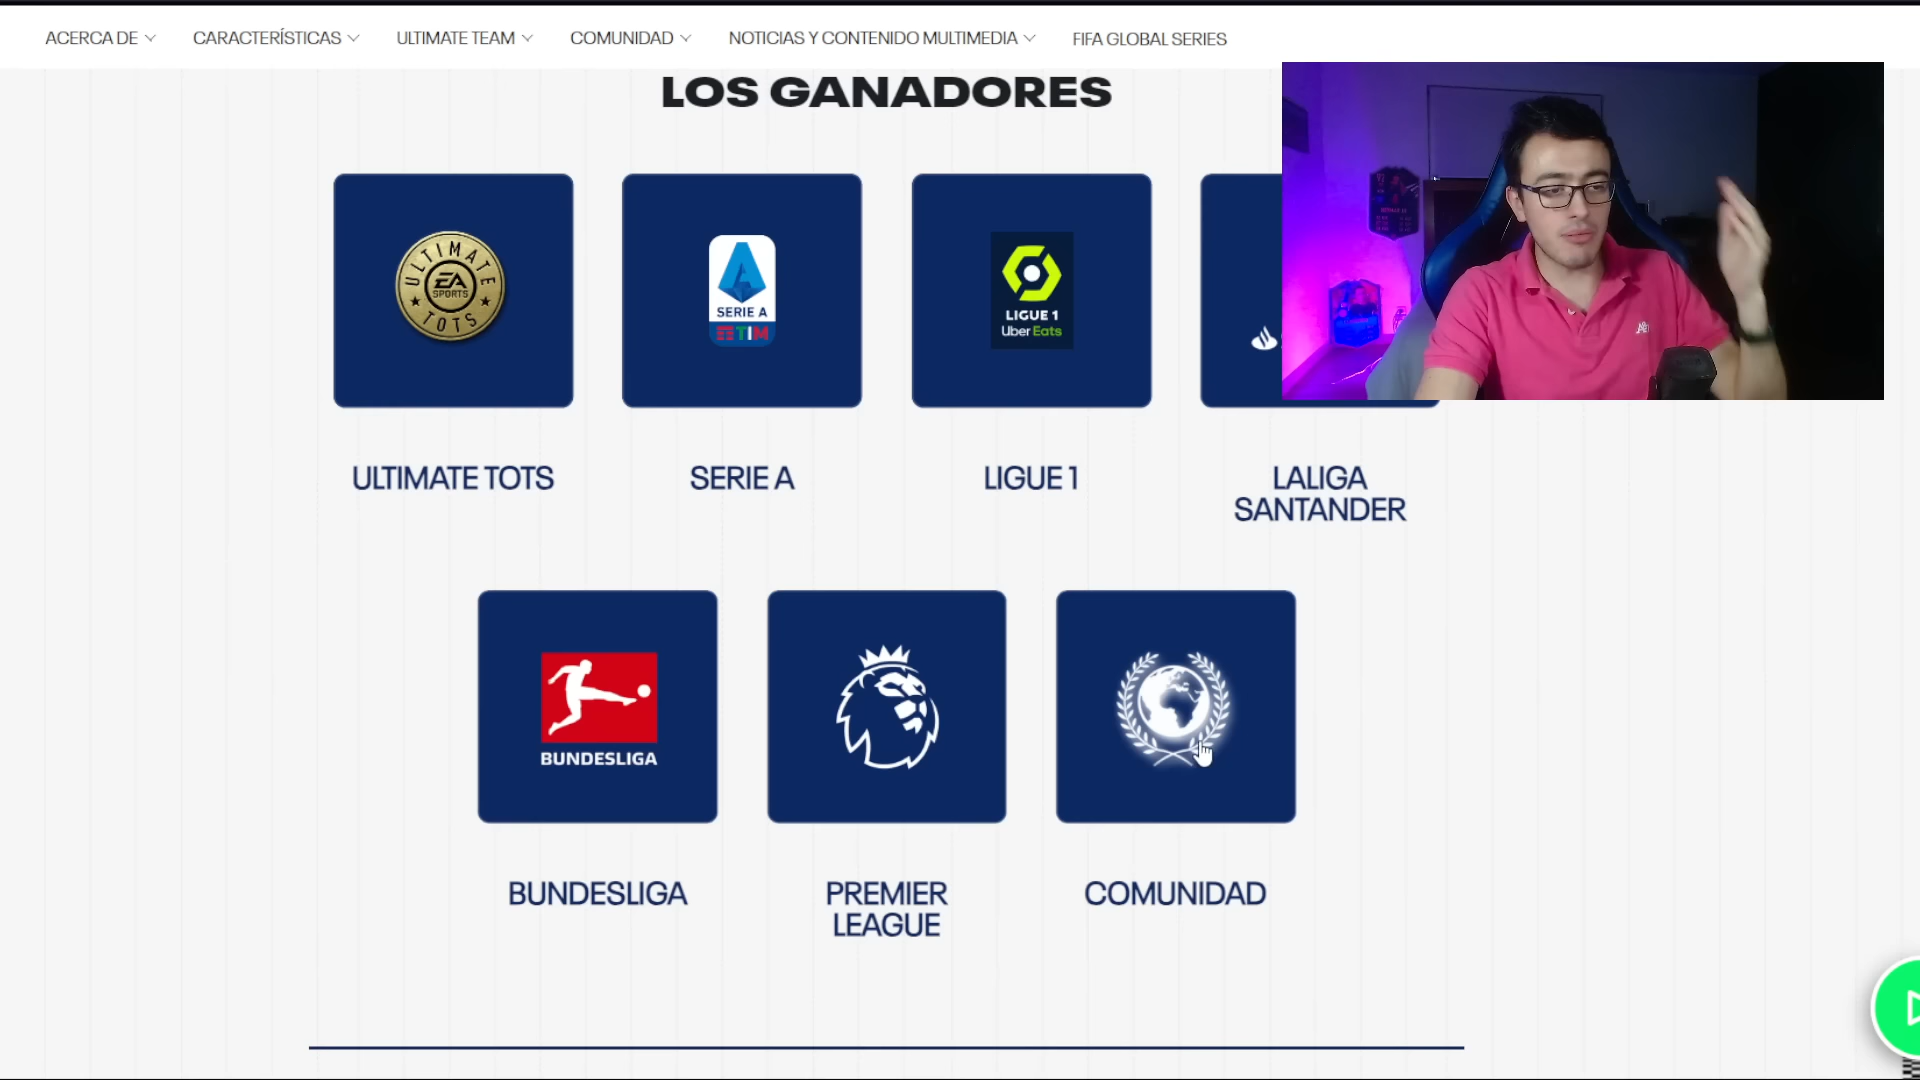 ACERCA DE
CARACTERÍSTICAS
ULTIMATE TEAM
COMUNIDAD
NOTICIAS Y CONTENIDO MULTIMEDIA
FIFA GLOBAL SERIES
LOS GANADORES
ULTIMATE
EA
SPORTS
TOTS
SERIE A
TIM
LIGUE 1
Uber Eats
ULTIMATE TOTS
SERIE A
LIGUE 1
LALIGA
SANTANDER
BUNDESLIGA
BUNDESLIGA
PREMIER
LEAGUE
COMUNIDAD